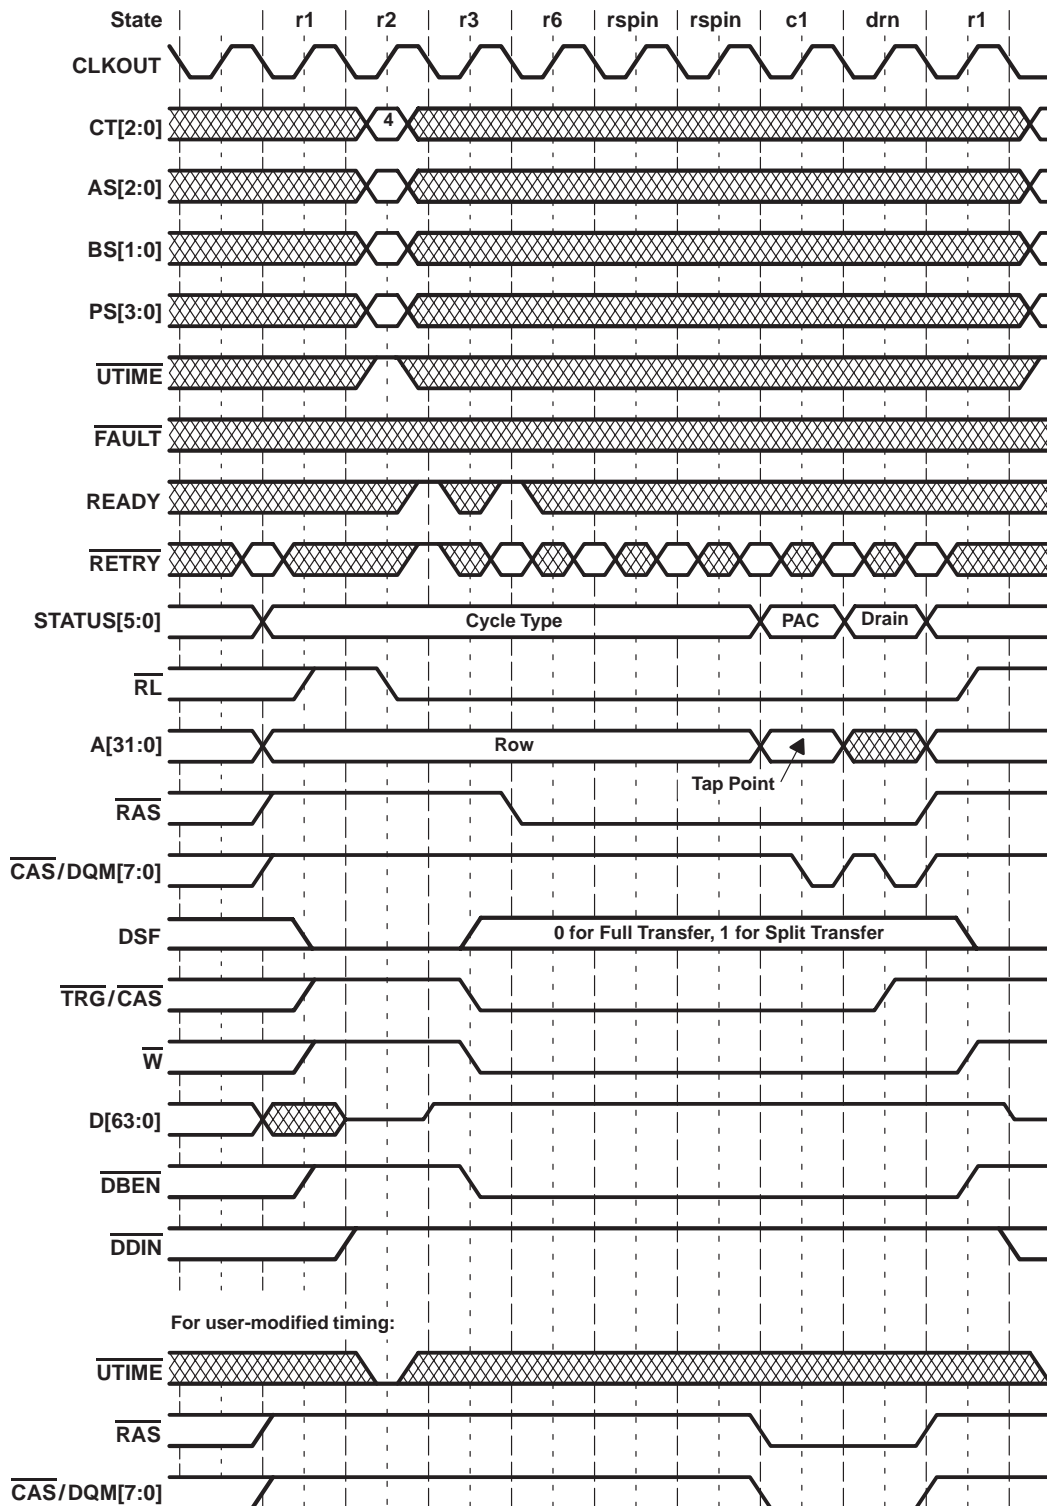 State r1 r2 r3 r6 rspin rspin c1 drn r1
CLKOUT
CT[2:0] 4
AS[2:0]
BS[1:0]
PS[3:0]
UTIME
FAULT
READY
RETRY
STATUS[5:0] Cycle Type PAC Drain
RL
A[31:0] Row
Tap Point
RAS
CAS/DQM[7:0]
DSF 0 for Full Transfer, 1 for Split Transfer
TRG/CAS
W
D[63:0]
DBEN
DDIN
For user-modified timing:
UTIME
RAS
CAS/DQM[7:0]